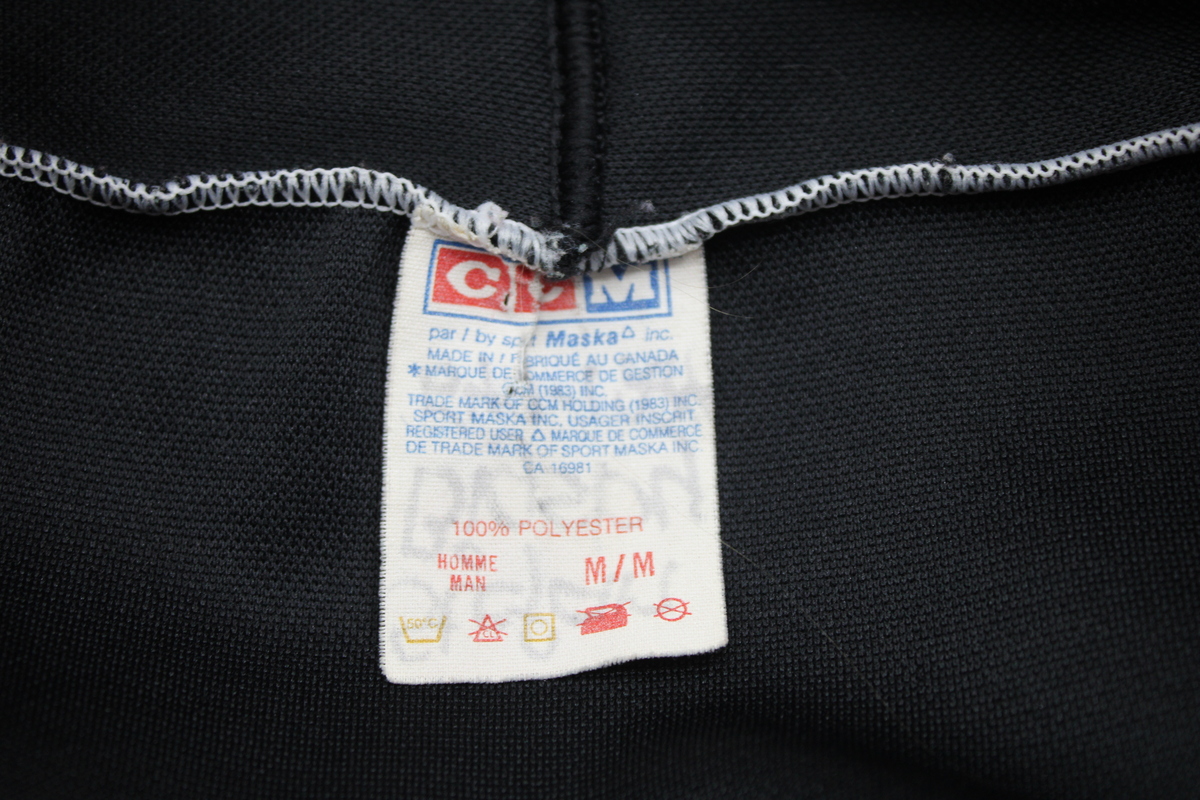 CCM
par / by sport Maska△ inc.
MADE IN / FABRIQUÉ AU CANADA
* MARQUE DE COMMERCE DE GESTION
CCM (1983) INC.
TRADE MARK OF CCM HOLDING (1983) INC.
SPORT MASKA INC. USAGER INSCRIT
REGISTERED USER △ MARQUE DE COMMERCE
DE TRADE MARK OF SPORT MASKA INC.
CA 16981
100% POLYESTER
HOMME
MAN
M/M
50°C
CL